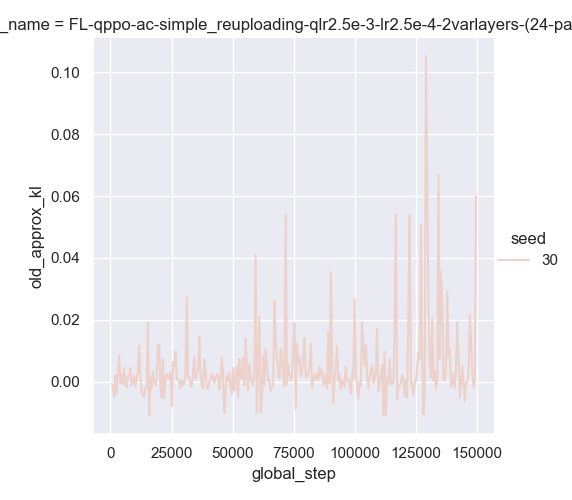 _name = FL-qppo-ac-simple_reuploading-qlr2.5e-3-lr2.5e-4-2varlayers-(24-pa
0.10
0.08
0.06
0.04
0.02
0.00
old_approx_kl
0 25000 50000 75000 100000 125000 150000
global_step
seed
30